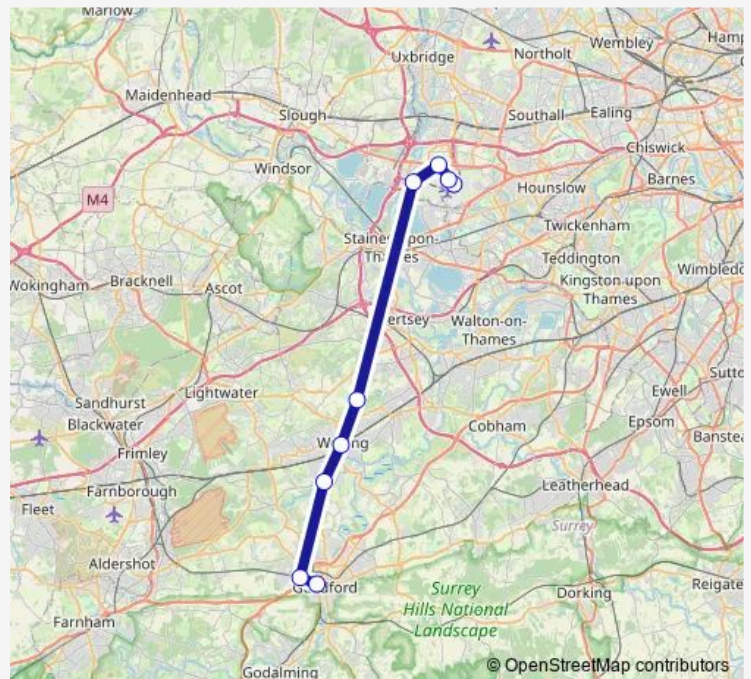 Marlow
Uxbridge
Northolt
Wembley
Maidenhead
Slough
Southall
Ealing
Windsor
Chiswick
M4
Barnes
Hounslow
Twickenham
Teddington
Wokingham
Bracknell
Ascot
Kingston upon
Thames
Walton-on-
Thames
Lightwater
Ewell
Sandhurst
Blackwater
Cobham
Epsom
Frimley
Farnborough
Leatherhead
Fleet
Surrey
Aldershot
Surrey
Hills National
Landscape
Dorking
Reigate
Farnham
Godalming
© OpenStreetMap contributors